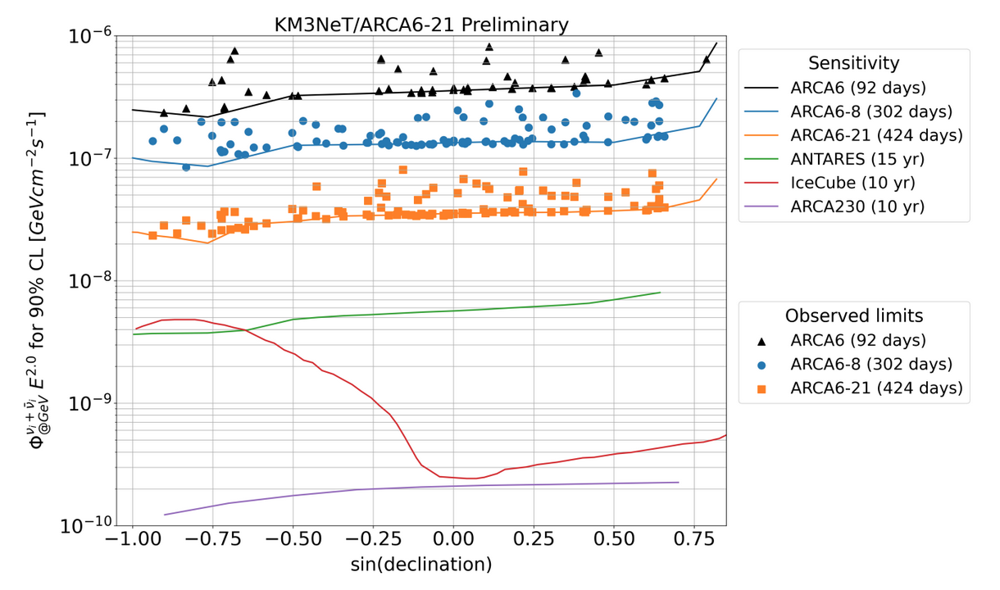 KM3NeT/ARCA6-21 Preliminary
10⁻⁶
10⁻⁷
10⁻⁸
10⁻⁹
10⁻¹⁰
Φ^{ν_i + ν̄_i}_{@GeV} E^{2.0} for 90% CL [GeVcm⁻²s⁻¹]
−1.00 −0.75 −0.50 −0.25 0.00 0.25 0.50 0.75
sin(declination)
Sensitivity
ARCA6 (92 days)
ARCA6-8 (302 days)
ARCA6-21 (424 days)
ANTARES (15 yr)
IceCube (10 yr)
ARCA230 (10 yr)
Observed limits
ARCA6 (92 days)
ARCA6-8 (302 days)
ARCA6-21 (424 days)